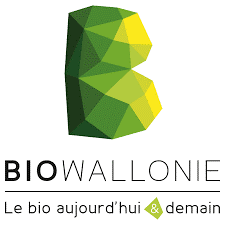 B
BIOWALLONIE
Le bio aujourd'hui & demain